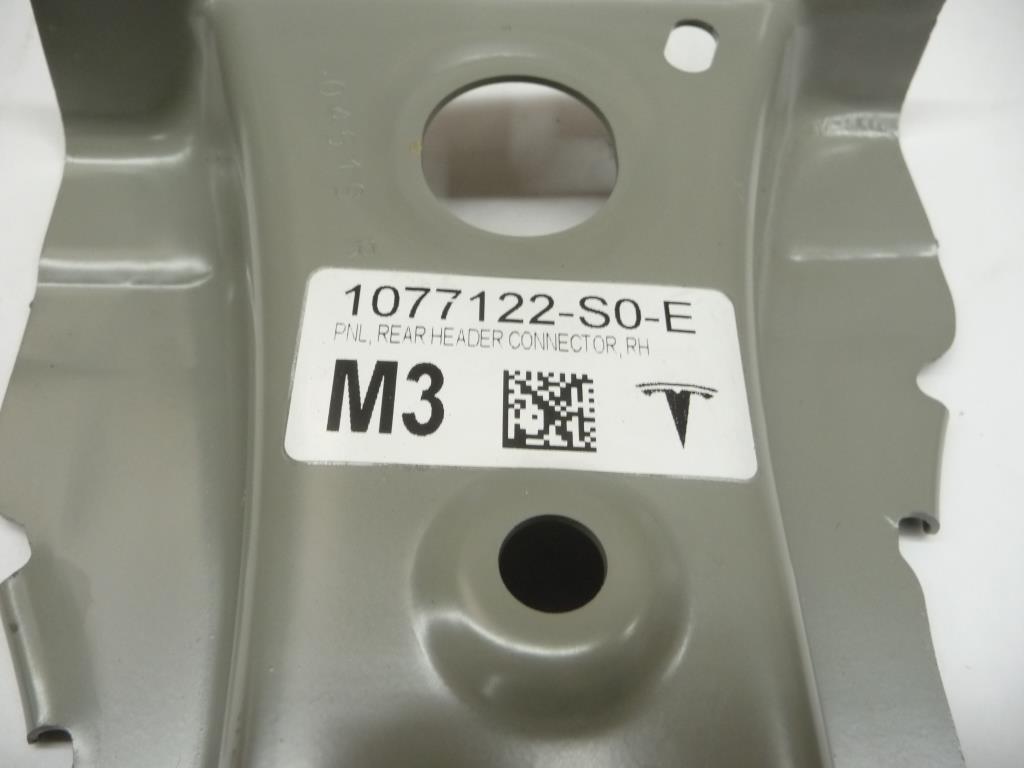 1077122-S0-E
PNL, REAR HEADER CONNECTOR, RH
M3